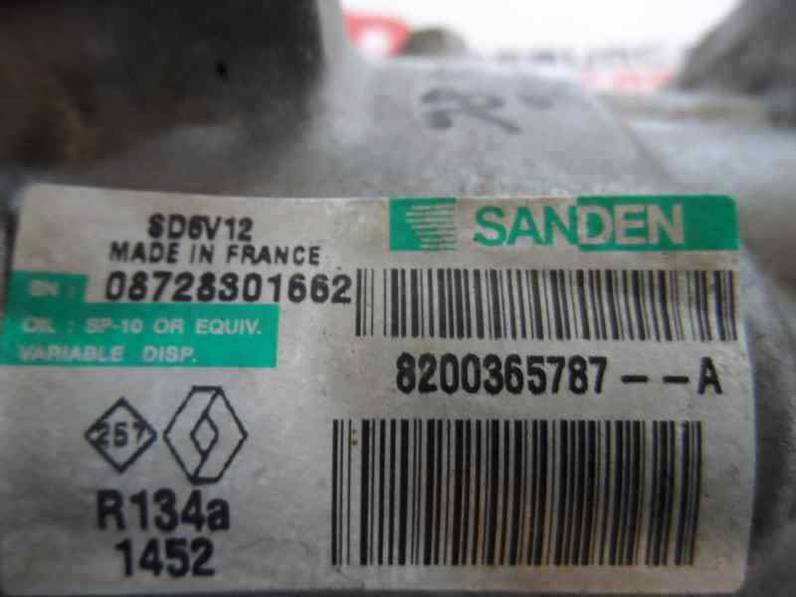 SD6V12
SANDEN
MADE IN FRANCE
SN : 08728301662
OIL : SP-10 OR EQUIV.
VARIABLE DISP.
8200365787--A
257
R134a
1452